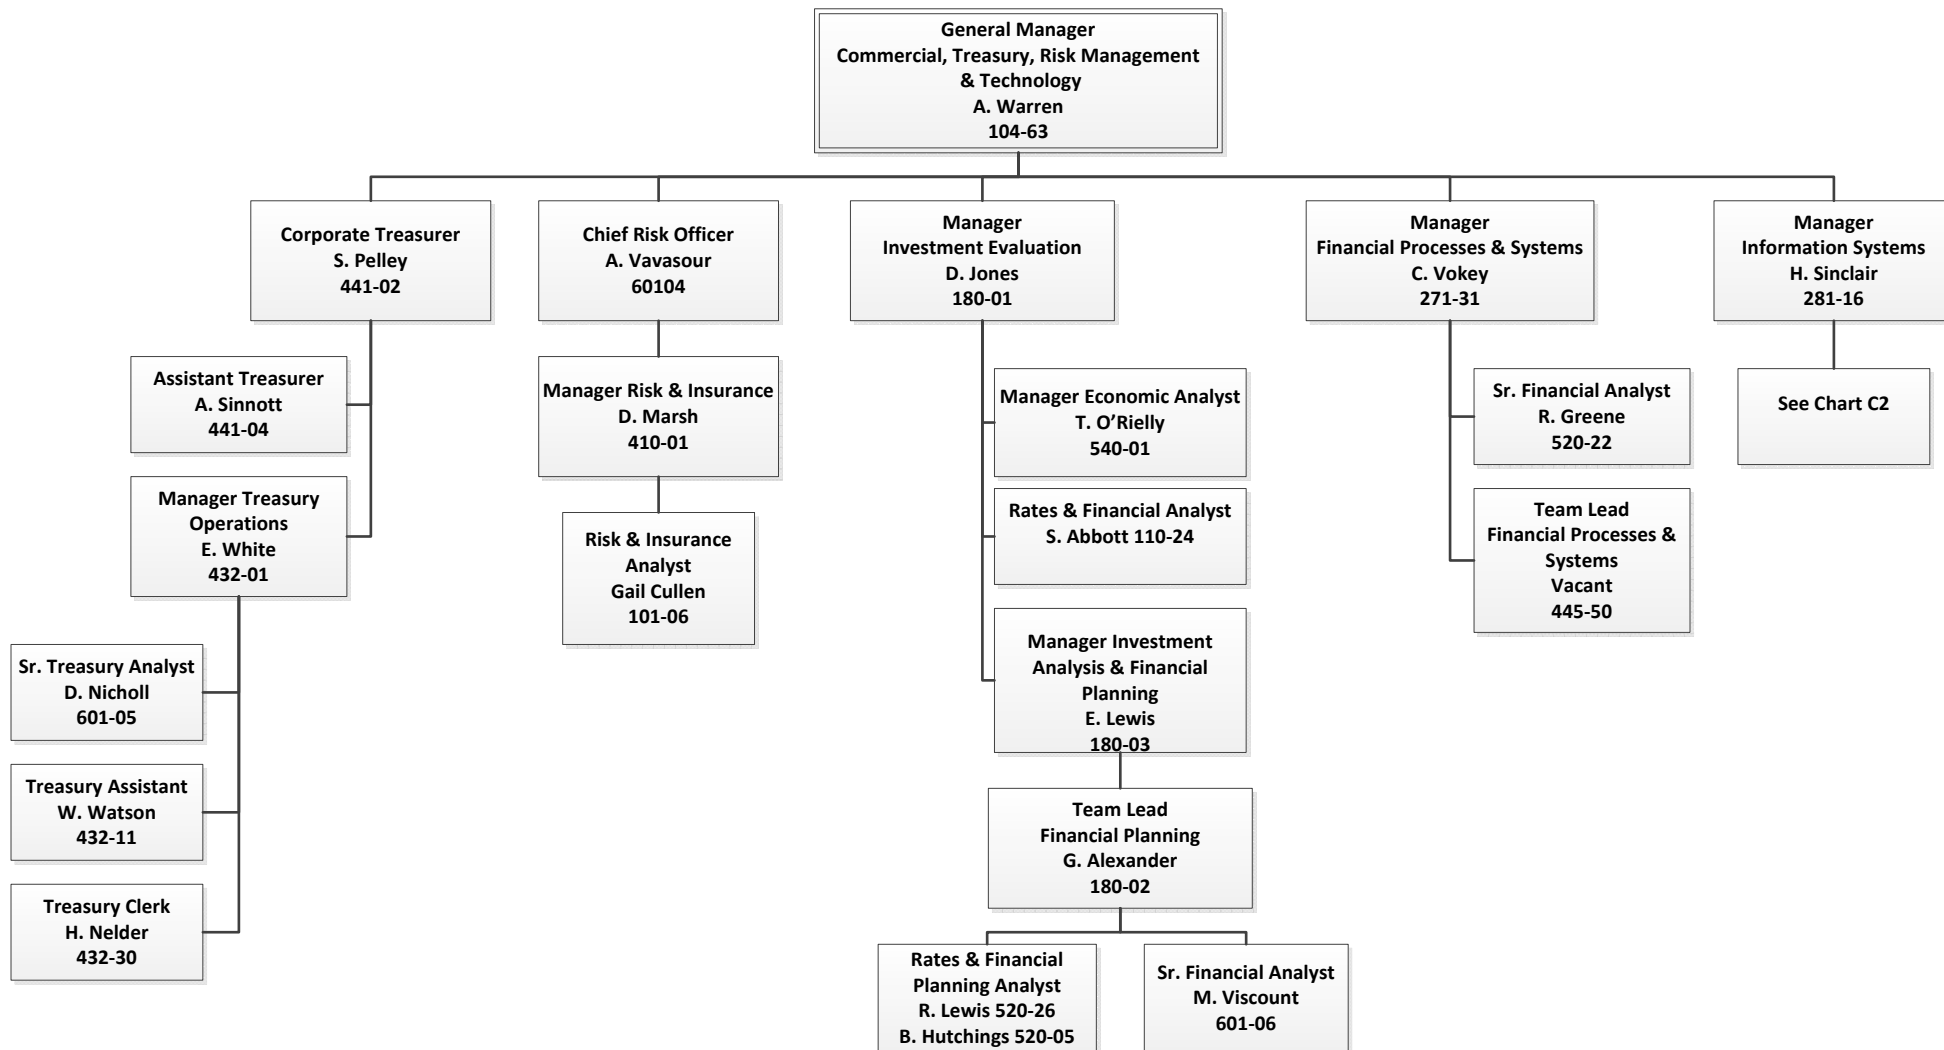 General Manager
Commercial, Treasury, Risk Management
& Technology
A. Warren
104-63
Corporate Treasurer
S. Pelley
441-02
Chief Risk Officer
A. Vavasour
60104
Manager
Investment Evaluation
D. Jones
180-01
Manager
Financial Processes & Systems
C. Vokey
271-31
Manager
Information Systems
H. Sinclair
281-16
Assistant Treasurer
A. Sinnott
441-04
Manager Risk & Insurance
D. Marsh
410-01
Manager Economic Analyst
T. O’Rielly
540-01
Sr. Financial Analyst
R. Greene
520-22
See Chart C2
Manager Treasury
Operations
E. White
432-01
Risk & Insurance
Analyst
Gail Cullen
101-06
Rates & Financial Analyst
S. Abbott 110-24
Team Lead
Financial Processes &
Systems
Vacant
445-50
Manager Investment
Analysis & Financial
Planning
E. Lewis
180-03
Sr. Treasury Analyst
D. Nicholl
601-05
Treasury Assistant
W. Watson
432-11
Team Lead
Financial Planning
G. Alexander
180-02
Treasury Clerk
H. Nelder
432-30
Rates & Financial
Planning Analyst
R. Lewis 520-26
B. Hutchings 520-05
Sr. Financial Analyst
M. Viscount
601-06